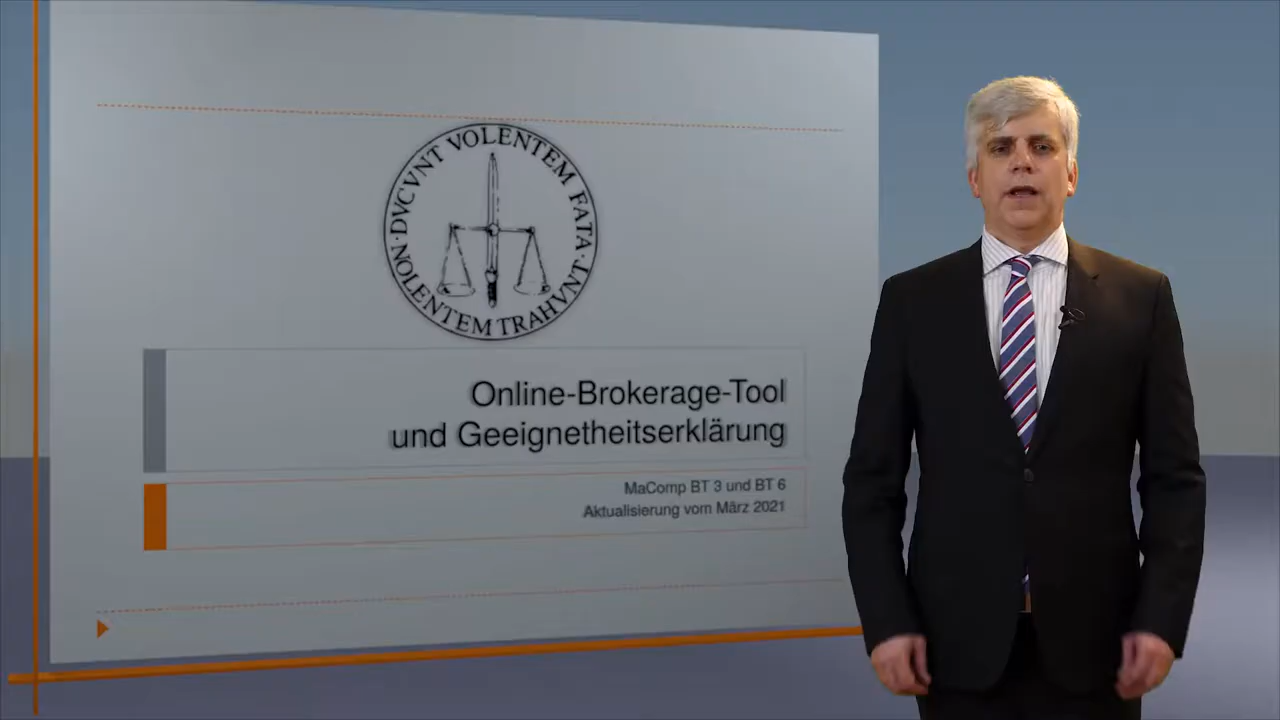 DVCVNT VOLENTEM FATA · NOLENTEM TRAHVNT ·
Online-Brokerage-Tool
und Geeignetheitserklärung
MaComp BT 3 und BT 6
Aktualisierung vom März 2021